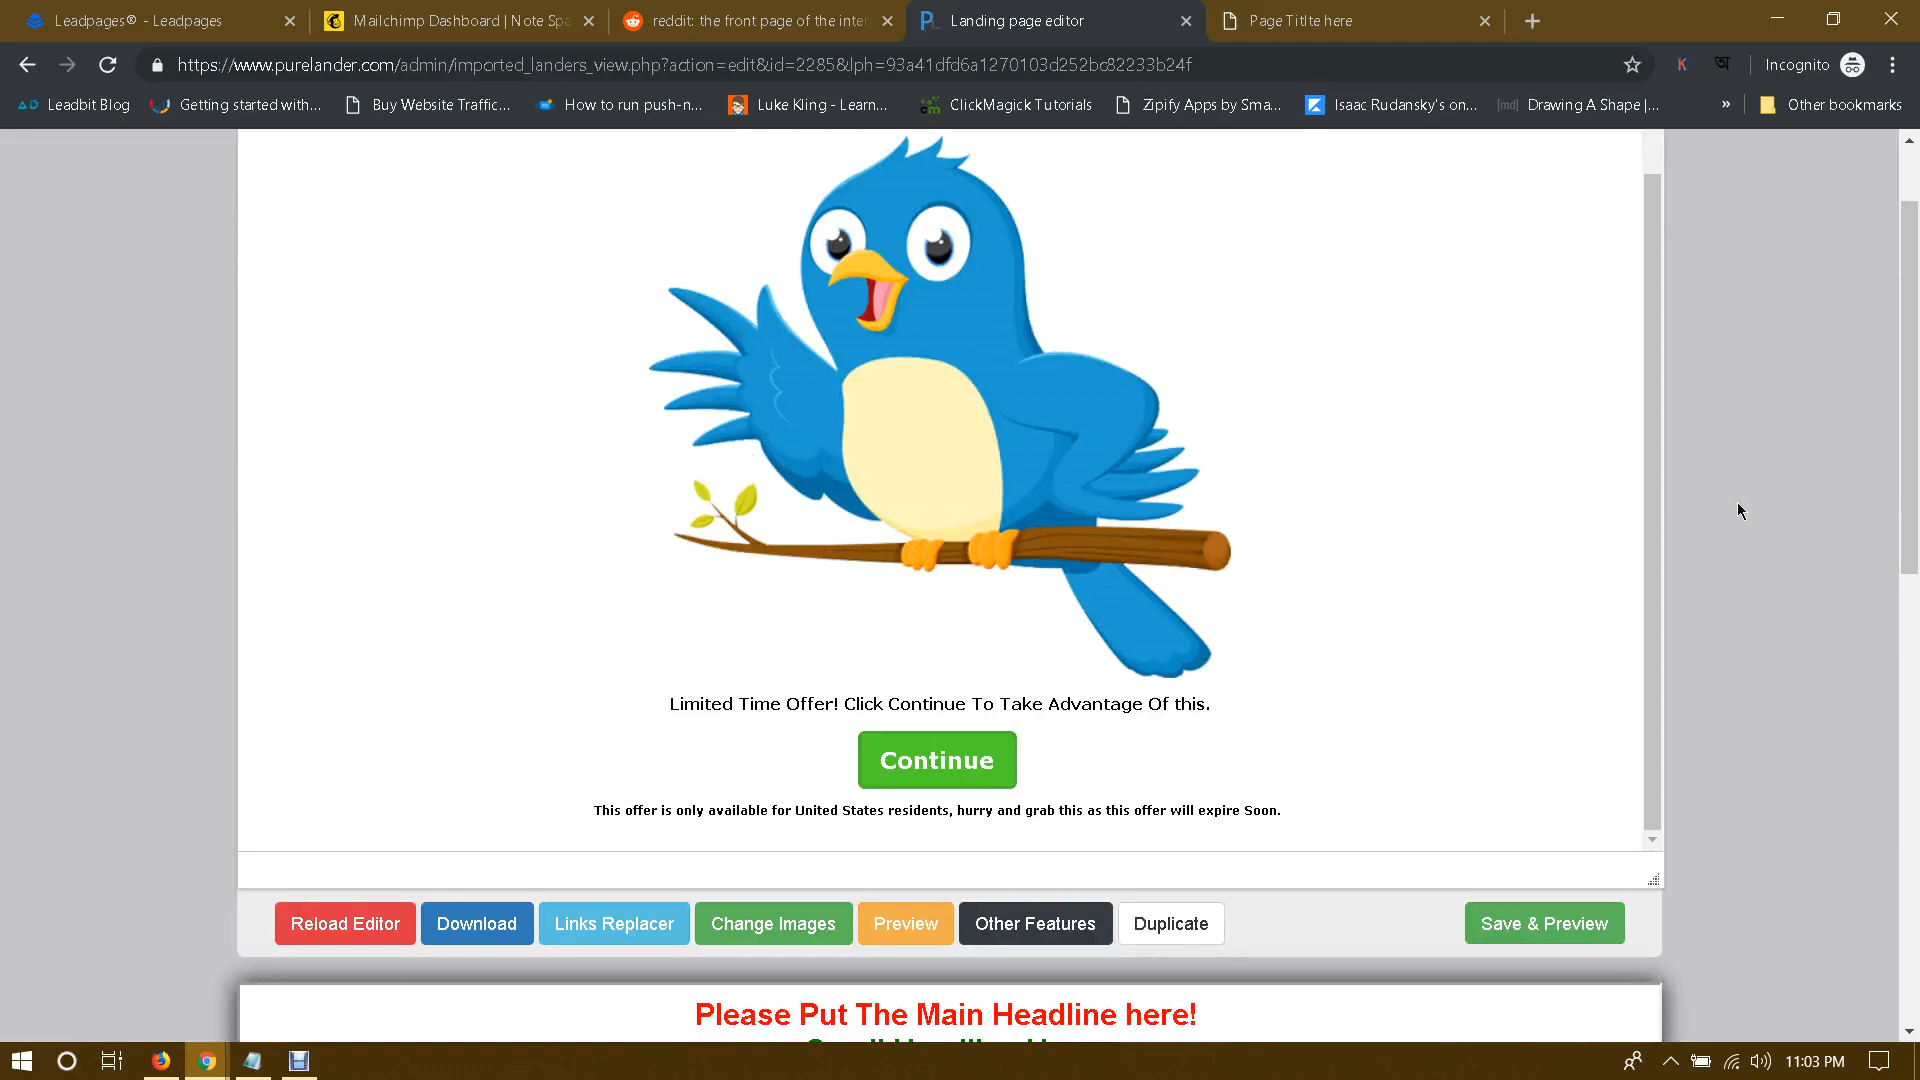 Leadpages® - Leadpages
Mailchimp Dashboard | Note Spa
reddit: the front page of the inter
Landing page editor
Page Titlte here
https://www.purelander.com/admin/imported_landers_view.php?action=edit&id=2285&lph=93a41dfd6a1270103d252bc82233b24f
Incognito
Leadbit Blog
Getting started with...
Buy Website Traffic...
How to run push-n...
Luke Kling - Learn...
ClickMagick Tutorials
Zipify Apps by Sma...
Isaac Rudansky's on...
[md] Drawing A Shape |...
»
Other bookmarks
Limited Time Offer! Click Continue To Take Advantage Of this.
Continue
This offer is only available for United States residents, hurry and grab this as this offer will expire Soon.
Reload Editor
Download
Links Replacer
Change Images
Preview
Other Features
Duplicate
Save & Preview
Please Put The Main Headline here!
11:03 PM